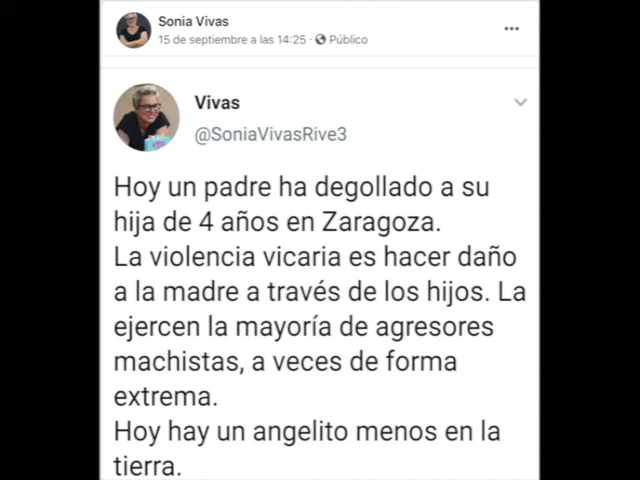 Sonia Vivas
15 de septiembre a las 14:25 · Público
Vivas
@SoniaVivasRive3
Hoy un padre ha degollado a su
hija de 4 años en Zaragoza.
La violencia vicaria es hacer daño
a la madre a través de los hijos. La
ejercen la mayoría de agresores
machistas, a veces de forma
extrema.
Hoy hay un angelito menos en la
tierra.